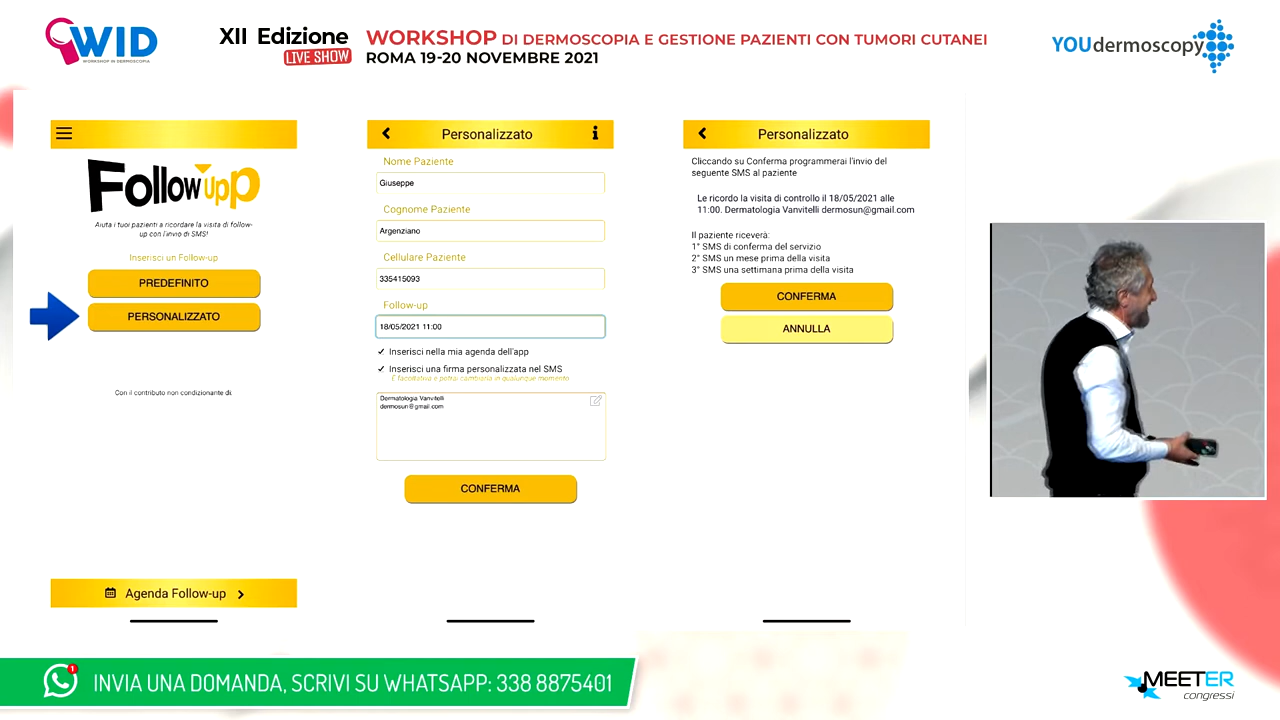 WID
WORKSHOP IN DERMOSCOPIA
XII Edizione
LIVE SHOW
WORKSHOP DI DERMOSCOPIA E GESTIONE PAZIENTI CON TUMORI CUTANEI
ROMA 19-20 NOVEMBRE 2021
YOUdermoscopy
FollowUpp
Aiuta i tuoi pazienti a ricordare la visita di follow-
up con l'invio di SMS!
Inserisci un Follow-up
PREDEFINITO
PERSONALIZZATO
Con il contributo non condizionante di:
Agenda Follow-up
Personalizzato
Nome Paziente
Giuseppe
Cognome Paziente
Argenziano
Cellulare Paziente
335415093
Follow-up
18/05/2021 11:00
Inserisci nella mia agenda dell'app
Inserisci una firma personalizzata nel SMS
È facoltativa e potrai cambiarla in qualunque momento
Dermatologia Vanvitelli
dermosun@gmail.com
CONFERMA
Personalizzato
Cliccando su Conferma programmerai l'invio del
seguente SMS al paziente
Le ricordo la visita di controllo il 18/05/2021 alle
11:00. Dermatologia Vanvitelli dermosun@gmail.com
Il paziente riceverà:
1° SMS di conferma del servizio
2° SMS un mese prima della visita
3° SMS una settimana prima della visita
CONFERMA
ANNULLA
1
INVIA UNA DOMANDA, SCRIVI SU WHATSAPP: 338 8875401
MEETER
congressi